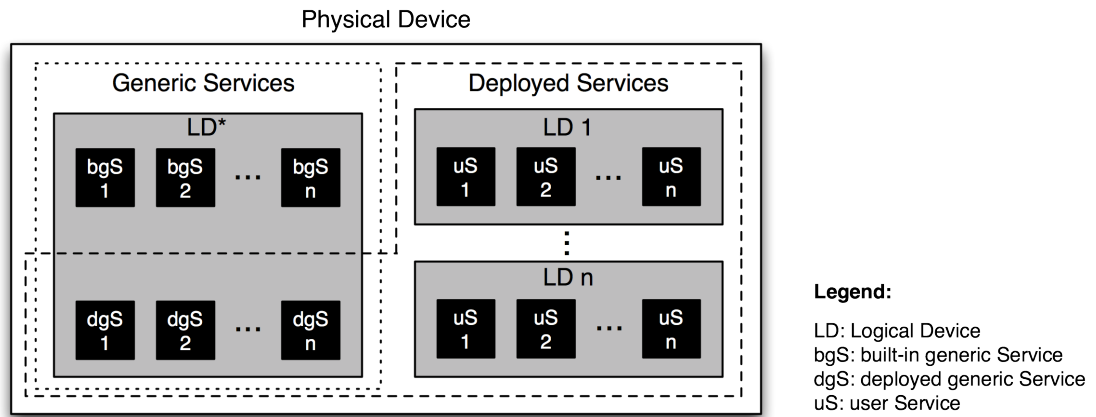 Physical Device
Generic Services
LD*
bgS
1
bgS
2
...
bgS
n
dgS
1
dgS
2
...
dgS
n
Deployed Services
LD 1
uS
1
uS
2
...
uS
n
LD n
uS
1
uS
2
...
uS
n
Legend:
LD: Logical Device
bgS: built-in generic Service
dgS: deployed generic Service
uS: user Service